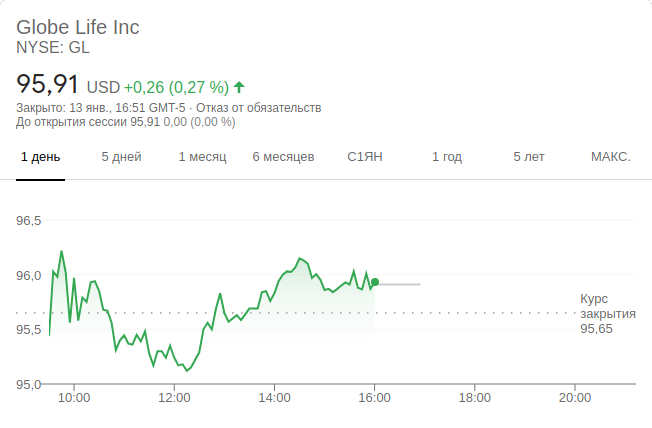 Globe Life Inc
NYSE: GL
95,91 USD +0,26 (0,27 %)
Закрыто: 13 янв., 16:51 GMT-5 · Отказ от обязательств
До открытия сессии 95,91 0,00 (0,00 %)
1 день 5 дней 1 месяц 6 месяцев С1ЯН 1 год 5 лет МАКС.
96,5
96,0
Курс
закрытия
95,65
95,5
95,0
10:00 12:00 14:00 16:00 18:00 20:00